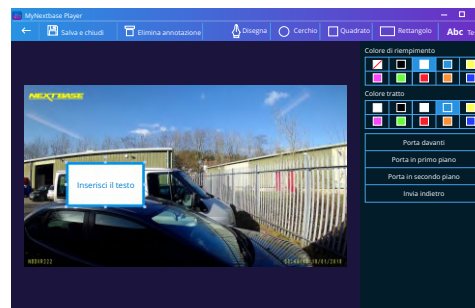 MyNextbase Player
Salva e chiudi
Elimina annotazione
Disegna
Cerchio
Quadrato
Rettangolo
Abc Te
Colore di riempimento
Colore tratto
Porta davanti
Porta in primo piano
Porta in secondo piano
Invia indietro
NEXTBASE
Inserisci il testo